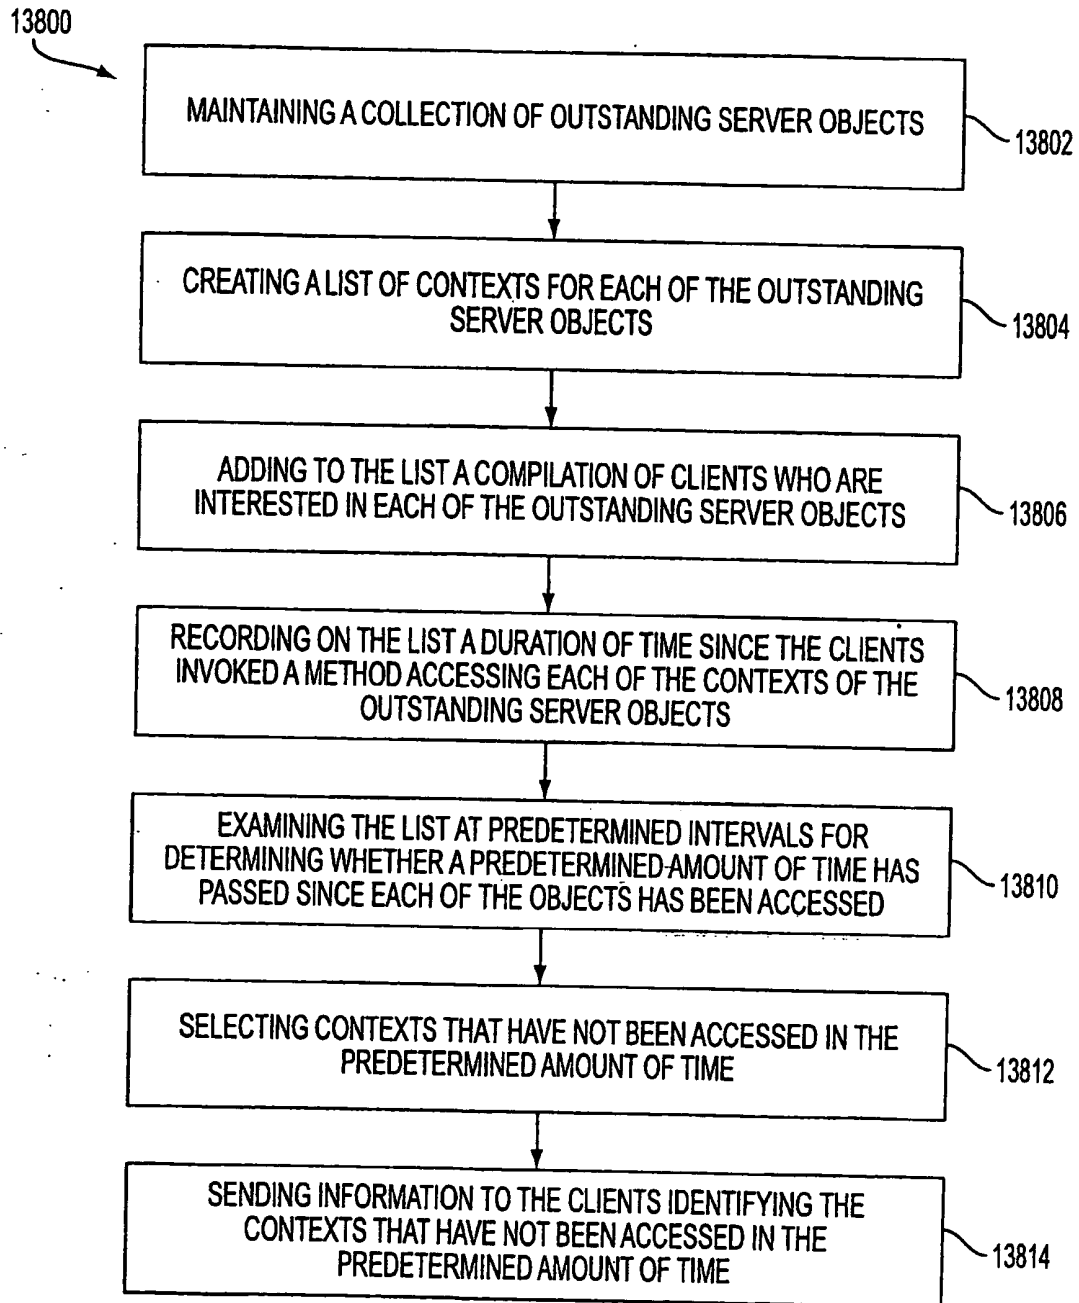 13800
MAINTAINING A COLLECTION OF OUTSTANDING SERVER OBJECTS
13802
CREATING A LIST OF CONTEXTS FOR EACH OF THE OUTSTANDING
SERVER OBJECTS
13804
ADDING TO THE LIST A COMPILATION OF CLIENTS WHO ARE
INTERESTED IN EACH OF THE OUTSTANDING SERVER OBJECTS
13806
RECORDING ON THE LIST A DURATION OF TIME SINCE THE CLIENTS
INVOKED A METHOD ACCESSING EACH OF THE CONTEXTS OF THE
OUTSTANDING SERVER OBJECTS
13808
EXAMINING THE LIST AT PREDETERMINED INTERVALS FOR
DETERMINING WHETHER A PREDETERMINED AMOUNT OF TIME HAS
PASSED SINCE EACH OF THE OBJECTS HAS BEEN ACCESSED
13810
SELECTING CONTEXTS THAT HAVE NOT BEEN ACCESSED IN THE
PREDETERMINED AMOUNT OF TIME
13812
SENDING INFORMATION TO THE CLIENTS IDENTIFYING THE
CONTEXTS THAT HAVE NOT BEEN ACCESSED IN THE
PREDETERMINED AMOUNT OF TIME
13814